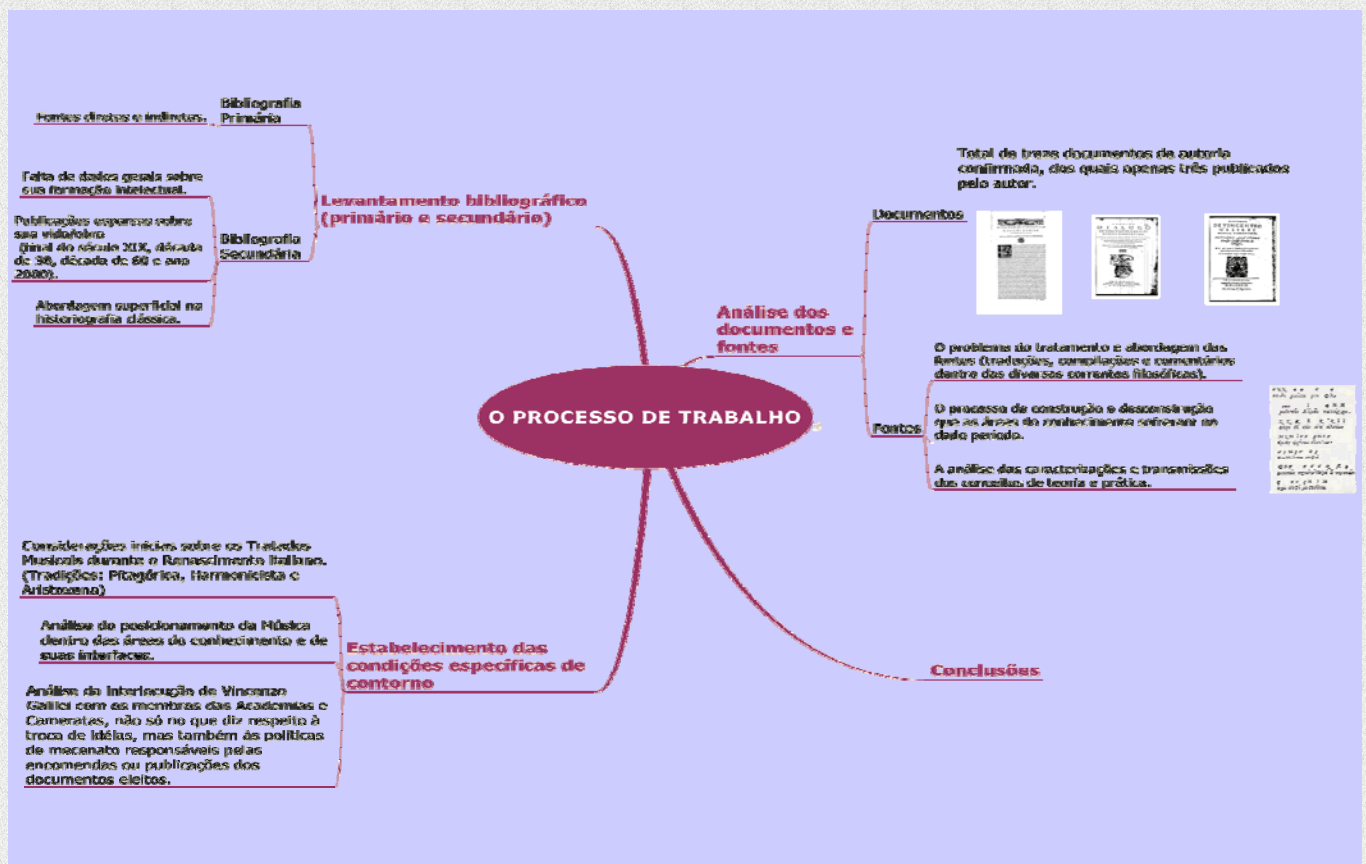 O PROCESSO DE TRABALHO
Levantamento bibliográfico
(primário e secundário)
Bibliografia
Primária
Fontes diretas e indiretas.
Bibliografia
Secundária
Falta de dados gerais sobre
sua formação intelectual.
Publicações esparsas sobre
sua vida/obra
(final do século XIX, década
de 30, década de 60 e ano
2000).
Abordagem superficial na
historiografia clássica.
Análise dos
documentos e
fontes
Documentos
Total de treze documentos de autoria
confirmada, dos quais apenas três publicados
pelo autor.
Fontes
O problema do tratamento e abordagem das
fontes (traduções, compilações e comentários
dentro das diversas correntes filosóficas).
O processo de construção e desconstrução
que as áreas do conhecimento sofreram no
dado período.
A análise das caracterizações e transmissões
dos conceitos de teoria e prática.
Estabelecimento das
condições específicas de
contorno
Considerações inicias sobre os Tratados
Musicais durante o Renascimento Italiano.
(Tradições: Pitagórica, Harmonicista e
Aristoxena)
Análise do posicionamento da Música
dentro das áreas do conhecimento e de
suas interfaces.
Análise da interlocução de Vincenzo
Galilei com os membros das Academias e
Cameratas, não só no que diz respeito à
troca de idéias, mas também às políticas
de mecenato responsáveis pelas
encomendas ou publicações dos
documentos eleitos.
Conclusões